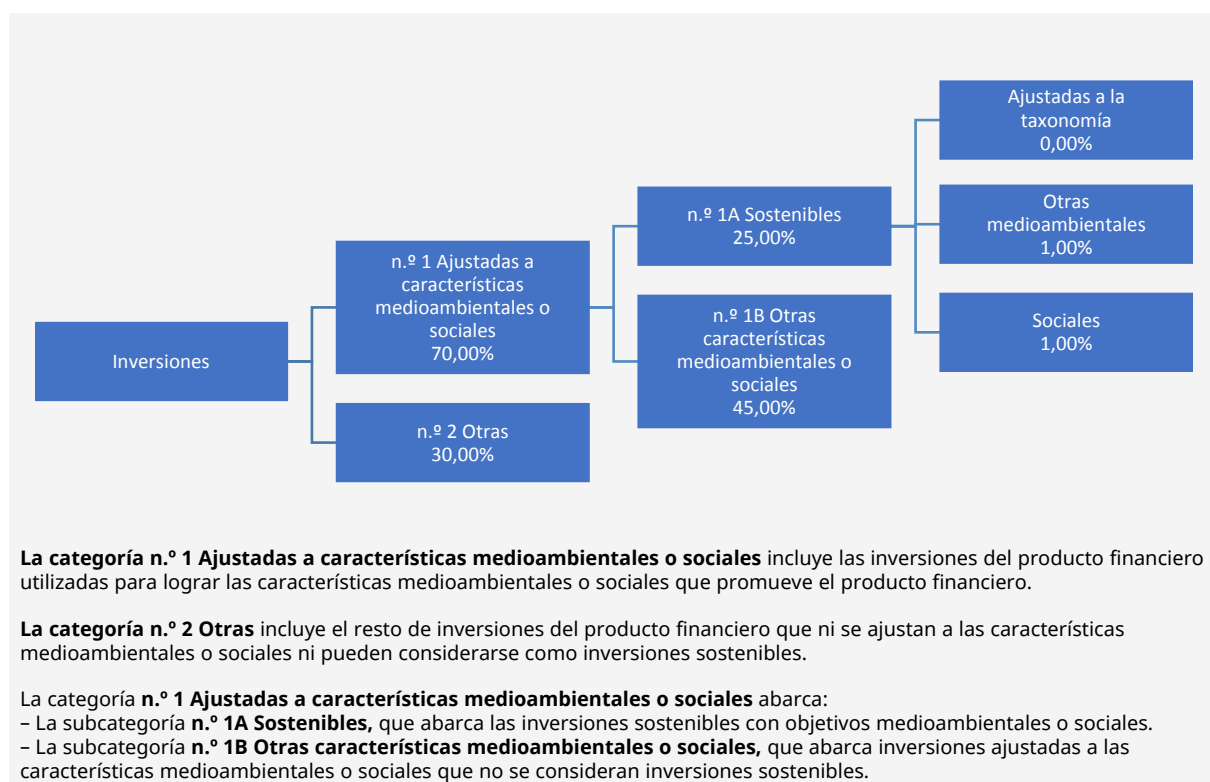 Inversiones
n.º 1 Ajustadas a
características
medioambientales o
sociales
70,00%
n.º 2 Otras
30,00%
n.º 1A Sostenibles
25,00%
n.º 1B Otras
características
medioambientales o
sociales
45,00%
Ajustadas a la
taxonomía
0,00%
Otras
medioambientales
1,00%
Sociales
1,00%
La categoría n.º 1 Ajustadas a características medioambientales o sociales incluye las inversiones del producto financiero
utilizadas para lograr las características medioambientales o sociales que promueve el producto financiero.
La categoría n.º 2 Otras incluye el resto de inversiones del producto financiero que ni se ajustan a las características
medioambientales o sociales ni pueden considerarse como inversiones sostenibles.
La categoría n.º 1 Ajustadas a características medioambientales o sociales abarca:
– La subcategoría n.º 1A Sostenibles, que abarca las inversiones sostenibles con objetivos medioambientales o sociales.
– La subcategoría n.º 1B Otras características medioambientales o sociales, que abarca inversiones ajustadas a las
características medioambientales o sociales que no se consideran inversiones sostenibles.